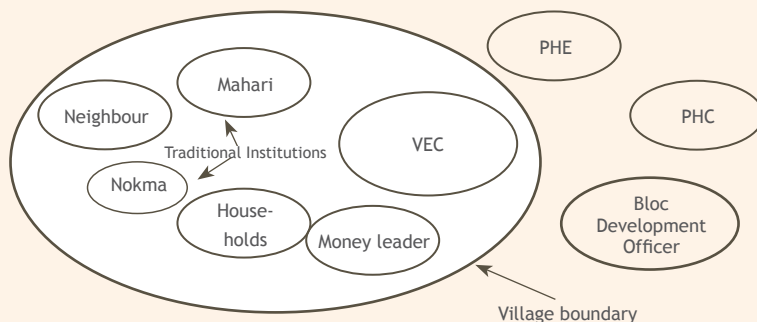 PHE
Mahari
Neighbour
PHC
VEC
Traditional Institutions
Nokma
House-
holds
Bloc
Development
Officer
Money leader
Village boundary